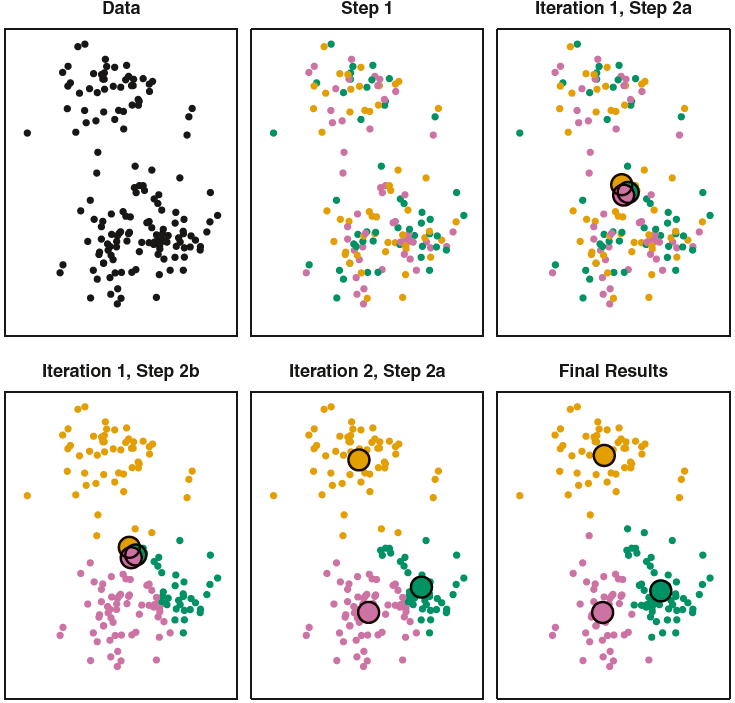 Data
Step 1
Iteration 1, Step 2a
Iteration 1, Step 2b
Iteration 2, Step 2a
Final Results